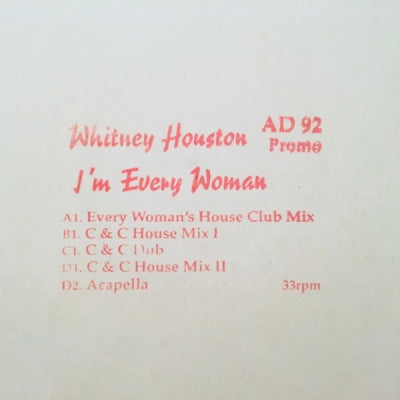 Whitney Houston AD 92
Promo
I'm Every Woman
A1. Every Woman's House Club Mix
B1. C & C House Mix I
C1. C & C Dub
D1. C & C House Mix II
D2. Acapella 33rpm